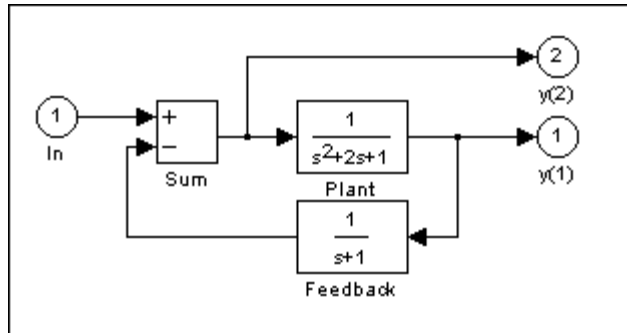 2
y(2)
1
In
+
−
Sum
1
s²+2s+1
Plant
1
y(1)
1
s+1
Feedback